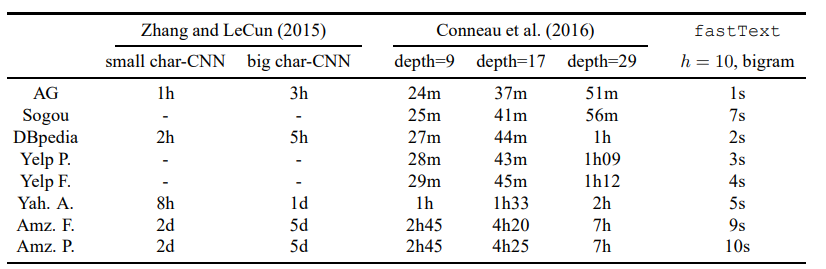 Zhang and LeCun (2015) Conneau et al. (2016) fastText
small char-CNN big char-CNN depth=9 depth=17 depth=29 h = 10, bigram
AG 1h 3h 24m 37m 51m 1s
Sogou - - 25m 41m 56m 7s
DBpedia 2h 5h 27m 44m 1h 2s
Yelp P. - - 28m 43m 1h09 3s
Yelp F. - - 29m 45m 1h12 4s
Yah. A. 8h 1d 1h 1h33 2h 5s
Amz. F. 2d 5d 2h45 4h20 7h 9s
Amz. P. 2d 5d 2h45 4h25 7h 10s